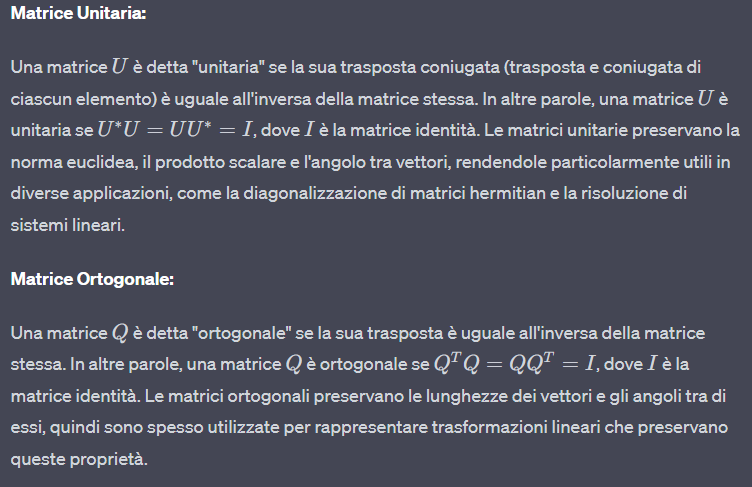 Matrice Unitaria:
Una matrice U è detta "unitaria" se la sua trasposta coniugata (trasposta e coniugata di
ciascun elemento) è uguale all'inversa della matrice stessa. In altre parole, una matrice U è
unitaria se U*U = UU* = I, dove I è la matrice identità. Le matrici unitarie preservano la
norma euclidea, il prodotto scalare e l'angolo tra vettori, rendendole particolarmente utili in
diverse applicazioni, come la diagonalizzazione di matrici hermitian e la risoluzione di
sistemi lineari.
Matrice Ortogonale:
Una matrice Q è detta "ortogonale" se la sua trasposta è uguale all'inversa della matrice
stessa. In altre parole, una matrice Q è ortogonale se Qᵀ Q = QQᵀ = I, dove I è la
matrice identità. Le matrici ortogonali preservano le lunghezze dei vettori e gli angoli tra di
essi, quindi sono spesso utilizzate per rappresentare trasformazioni lineari che preservano
queste proprietà.